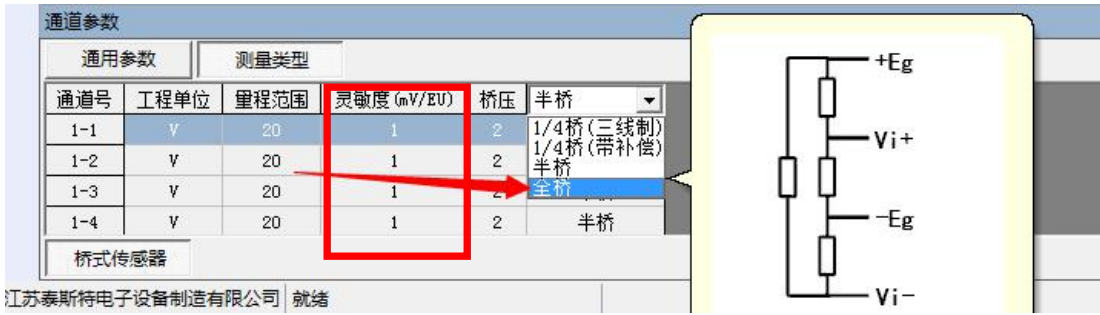 通道参数
通用参数 测量类型
通道号 工程单位 量程范围 灵敏度(mV/EU) 桥压 半桥
1-1 V 20 1 2 1/4桥(三线制)
1-2 V 20 1 2 1/4桥(带补偿)
半桥
1-3 V 20 1 2 全桥
1-4 V 20 1 2 半桥
桥式传感器
江苏泰斯特电子设备制造有限公司 就绪
+Eg
Vi+
-Eg
Vi-